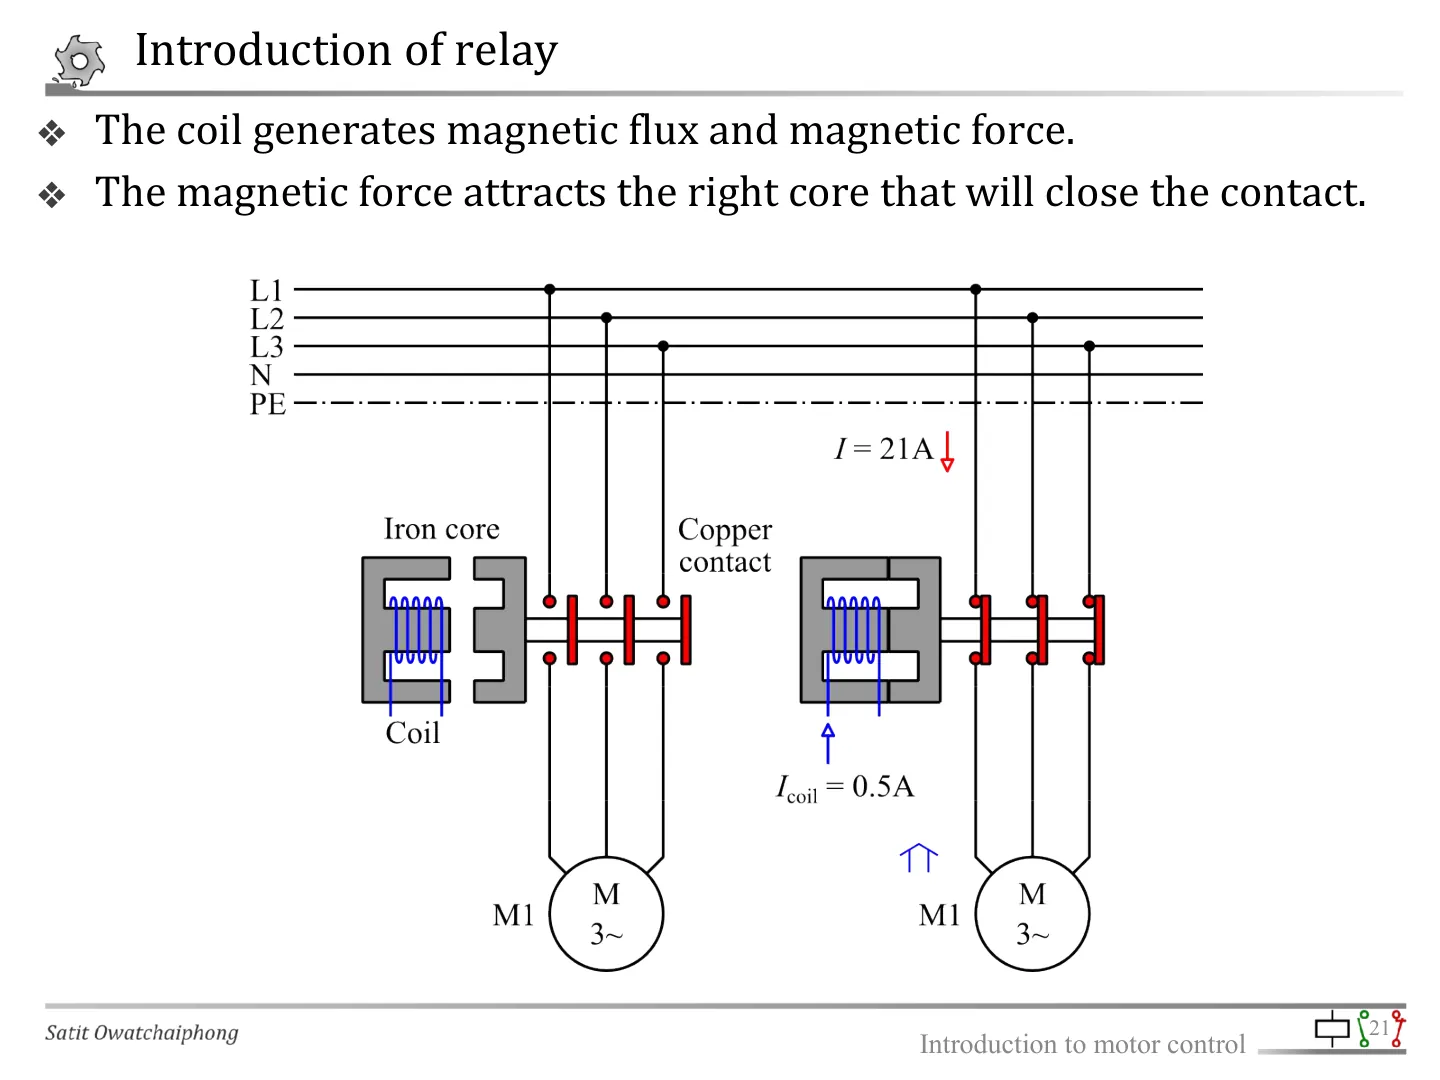 Introduction of relay
The coil generates magnetic flux and magnetic force.
The magnetic force attracts the right core that will close the contact.
L1
L2
L3
N
PE
I = 21A
Iron core
Copper
contact
Coil
Icoil = 0.5A
M
3~
M1
M
3~
M1
Satit Owatchaiphong
Introduction to motor control
21